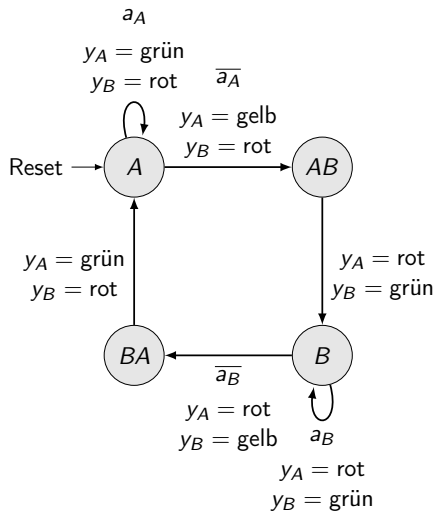 a_A
y_A = grün
y_B = rot
\overline{a_A}
y_A = gelb
y_B = rot
Reset
A
AB
y_A = grün
y_B = rot
y_A = rot
y_B = grün
BA
B
\overline{a_B}
y_A = rot
y_B = gelb
a_B
y_A = rot
y_B = grün